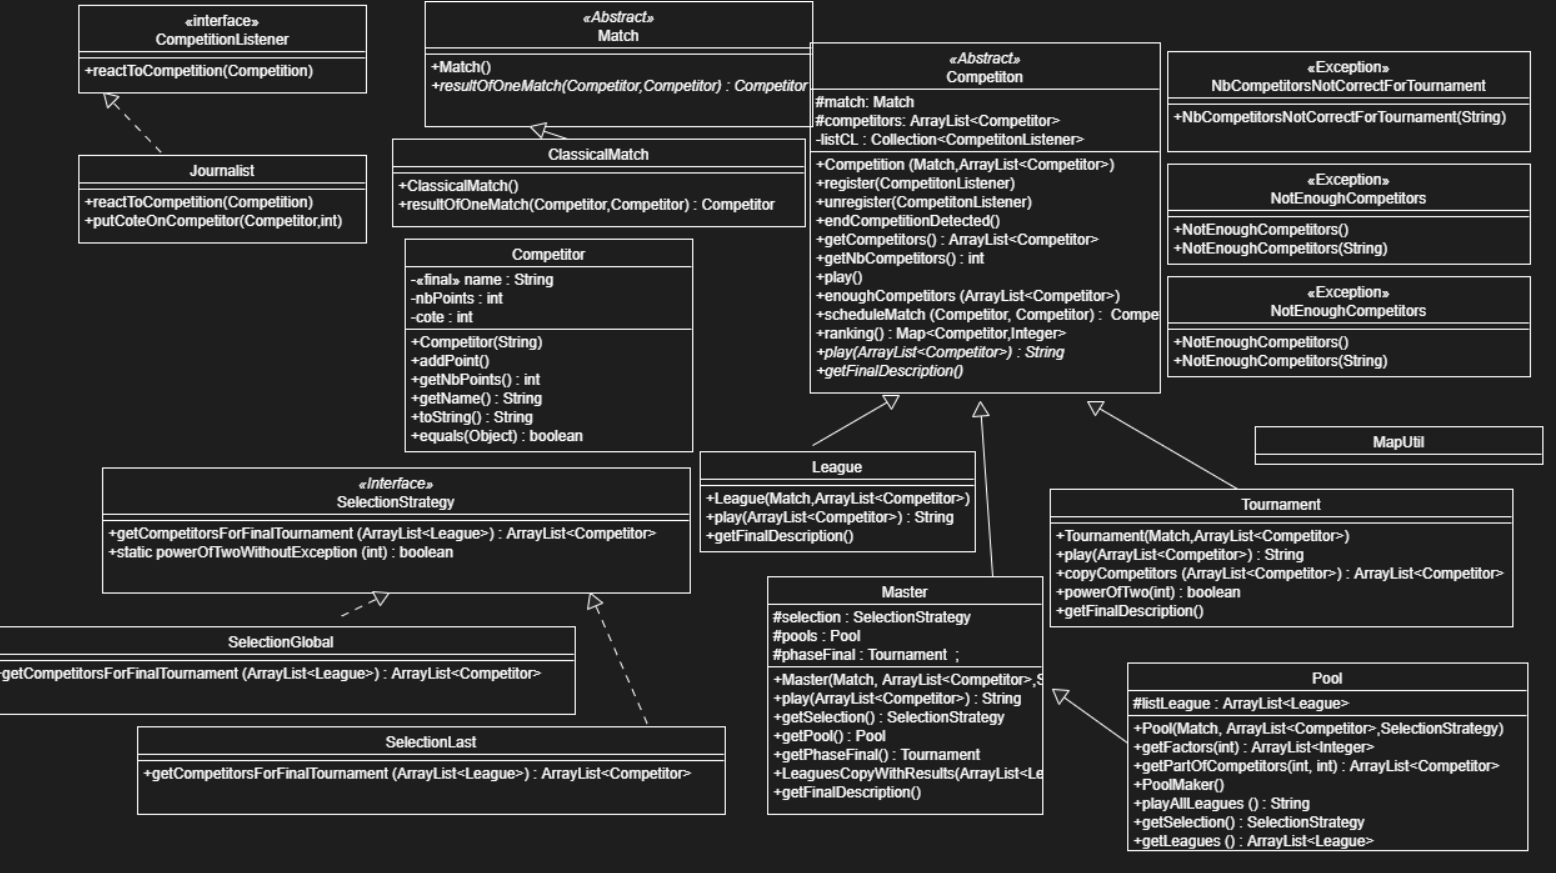 «interface»
CompetitionListener
+reactToCompetition(Competition)
Journalist
+reactToCompetition(Competition)
+putCoteOnCompetitor(Competitor,int)
«Abstract»
Match
+Match()
+resultOfOneMatch(Competitor,Competitor) : Competitor
ClassicalMatch
+ClassicalMatch()
+resultOfOneMatch(Competitor,Competitor) : Competitor
Competitor
-«final» name : String
-nbPoints : int
-cote : int
+Competitor(String)
+addPoint()
+getNbPoints() : int
+getName() : String
+toString() : String
+equals(Object) : boolean
«Abstract»
Competiton
#match: Match
#competitors: ArrayList<Competitor>
-listCL : Collection<CompetitonListener>
+Competition (Match,ArrayList<Competitor>)
+register(CompetitonListener)
+unregister(CompetitonListener)
+endCompetitionDetected()
+getCompetitors() : ArrayList<Competitor>
+getNbCompetitors() : int
+play()
+enoughCompetitors (ArrayList<Competitor>)
+scheduleMatch (Competitor, Competitor) : Compe
+ranking() : Map<Competitor,Integer>
+play(ArrayList<Competitor>) : String
+getFinalDescription()
«Exception»
NbCompetitorsNotCorrectForTournament
+NbCompetitorsNotCorrectForTournament(String)
«Exception»
NotEnoughCompetitors
+NotEnoughCompetitors()
+NotEnoughCompetitors(String)
«Exception»
NotEnoughCompetitors
+NotEnoughCompetitors()
+NotEnoughCompetitors(String)
MapUtil
«Interface»
SelectionStrategy
+getCompetitorsForFinalTournament (ArrayList<League>) : ArrayList<Competitor>
+static powerOfTwoWithoutException (int) : boolean
SelectionGlobal
+getCompetitorsForFinalTournament (ArrayList<League>) : ArrayList<Competitor>
SelectionLast
+getCompetitorsForFinalTournament (ArrayList<League>) : ArrayList<Competitor>
League
+League(Match,ArrayList<Competitor>)
+play(ArrayList<Competitor>) : String
+getFinalDescription()
Master
#selection : SelectionStrategy
#pools : Pool
#phaseFinal : Tournament ;
+Master(Match, ArrayList<Competitor>,S
+play(ArrayList<Competitor>) : String
+getSelection() : SelectionStrategy
+getPool() : Pool
+getPhaseFinal() : Tournament
+LeaguesCopyWithResults(ArrayList<Le
+getFinalDescription()
Tournament
+Tournament(Match,ArrayList<Competitor>)
+play(ArrayList<Competitor>) : String
+copyCompetitors (ArrayList<Competitor>) : ArrayList<Competitor>
+powerOfTwo(int) : boolean
+getFinalDescription()
Pool
#listLeague : ArrayList<League>
+Pool(Match, ArrayList<Competitor>,SelectionStrategy)
+getFactors(int) : ArrayList<Integer>
+getPartOfCompetitors(int, int) : ArrayList<Competitor>
+PoolMaker()
+playAllLeagues () : String
+getSelection() : SelectionStrategy
+getLeagues () : ArrayList<League>